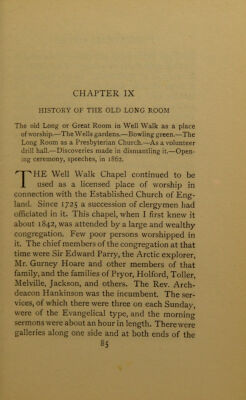 CHAPTER IX
HISTORY OF THE OLD LONG ROOM
The old Long or Great Room in Well Walk as a place
of worship.—The Wells gardens.—Bowling green.—The
Long Room as a Presbyterian Church.—As a volunteer
drill hall.—Discoveries made in dismantling it.—Open-
ing ceremony, speeches, in 1862.
THE Well Walk Chapel continued to be
used as a licensed place of worship in
connection with the Established Church of Eng-
land. Since 1725 a succession of clergymen had
officiated in it. This chapel, when I first knew it
about 1842, was attended by a large and wealthy
congregation. Few poor persons worshipped in
it. The chief members of the congregation at that
time were Sir Edward Parry, the Arctic explorer,
Mr. Gurney Hoare and other members of that
family, and the families of Pryor, Holford, Toller,
Melville, Jackson, and others. The Rev. Arch-
deacon Hankinson was the incumbent. The ser-
vices, of which there were three on each Sunday,
were of the Evangelical type, and the morning
sermons were about an hour in length. There were
galleries along one side and at both ends of the
85